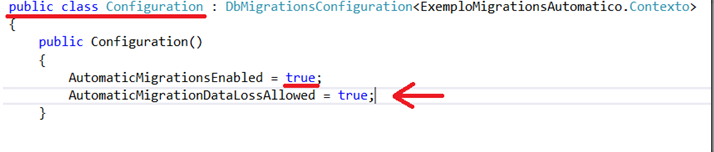 public class Configuration : DbMigrationsConfiguration<ExemploMigrationsAutomatico.Contexto>
{
public Configuration()
{
AutomaticMigrationsEnabled = true;
AutomaticMigrationDataLossAllowed = true;
}